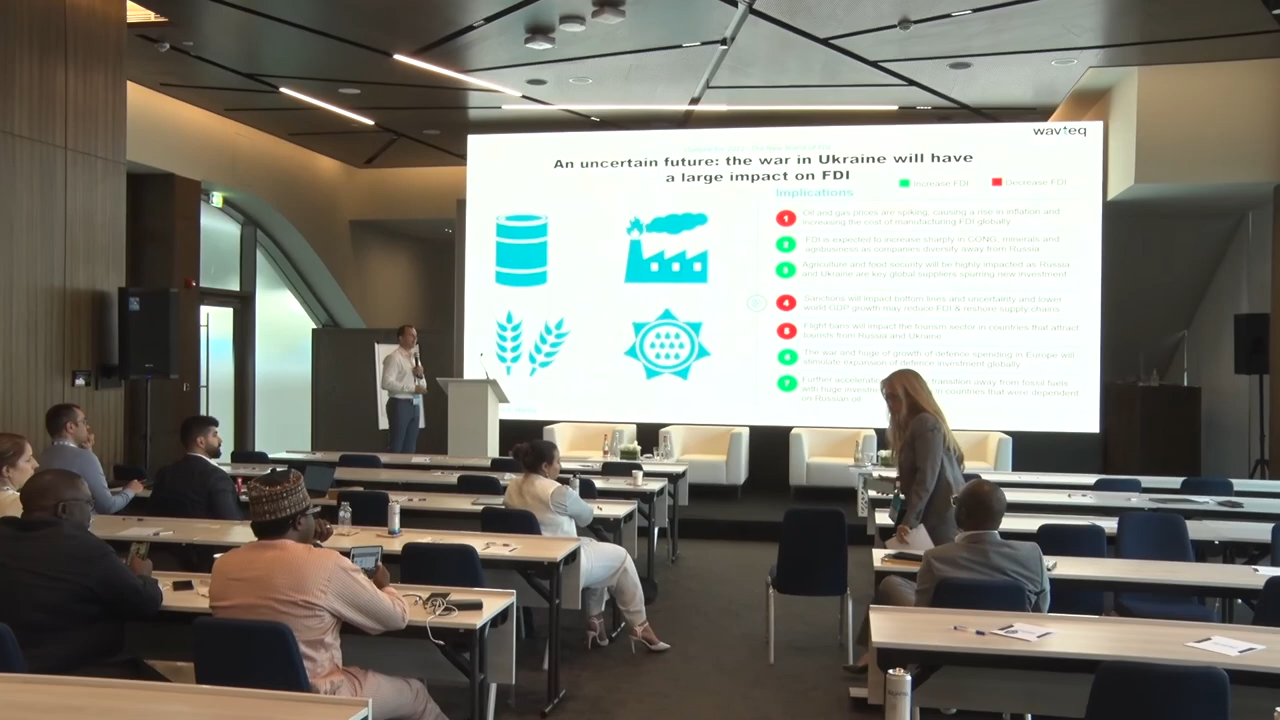 wavteq
An uncertain future: the war in Ukraine will have
a large impact on FDI
Increase FDI
Decrease FDI
Implications
1
Oil and gas prices are spiking, causing a rise in inflation and
increasing the cost of manufacturing FDI globally
2
FDI is expected to increase sharply in CONG, minerals and
agribusiness as companies diversify away from Russia
3
Agriculture and food security will be highly impacted as Russia
and Ukraine are key global suppliers spurring new investment
4
Sanctions will impact bottom lines and uncertainty and lower
world GDP growth may reduce FDI & reshore supply chains
5
Flight bans will impact the tourism sector in countries that attract
tourists from Russia and Ukraine
6
The war and huge of growth of defence spending in Europe will
stimulate expansion of defence investment globally
7
Further transition away from fossil fuels
with huge in countries that were dependent
on Russian oil